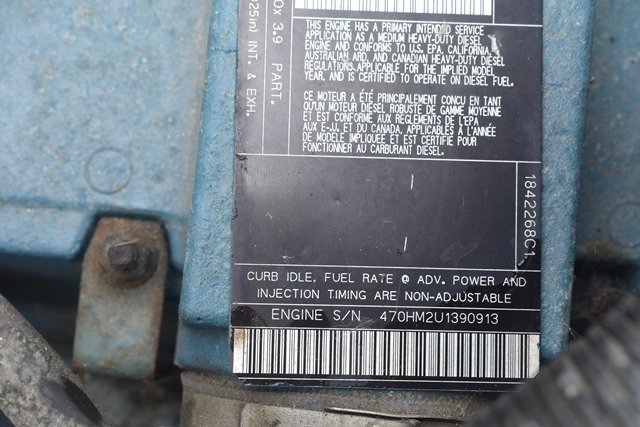 0x 3.9 PART.
025in) INT. & EXH.
THIS ENGINE HAS A PRIMARY INTENDED SERVICE
APPLICATION AS A MEDIUM HEAVY-DUTY DIESEL
ENGINE AND CONFORMS TO U.S. EPA, CALIFORNIA,
AUSTRALIAN ARD, AND CANADIAN HEAVY-DUTY DIESEL
REGULATIONS APPLICABLE FOR THE IMPLIED MODEL
YEAR, AND IS CERTIFIED TO OPERATE ON DIESEL FUEL.
CE MOTEUR A ÉTÉ PRINCIPALEMENT CONCU EN TANT
QU'UN MOTEUR DIESEL ROBUSTE DE GAMME MOYENNE
ET EST CONFORME AUX RÈGLEMENTS DE L'EPA
AUX E.-U. ET DU CANADA, APPLICABLES À L'ANNÉE
DE MODÈLE IMPLIQUÉE ET EST CERTIFIÉ POUR
FONCTIONNER AU CARBURANT DIESEL.
1842268C1
CURB IDLE, FUEL RATE @ ADV. POWER AND
INJECTION TIMING ARE NON-ADJUSTABLE
ENGINE S/N 470HM2U1390913